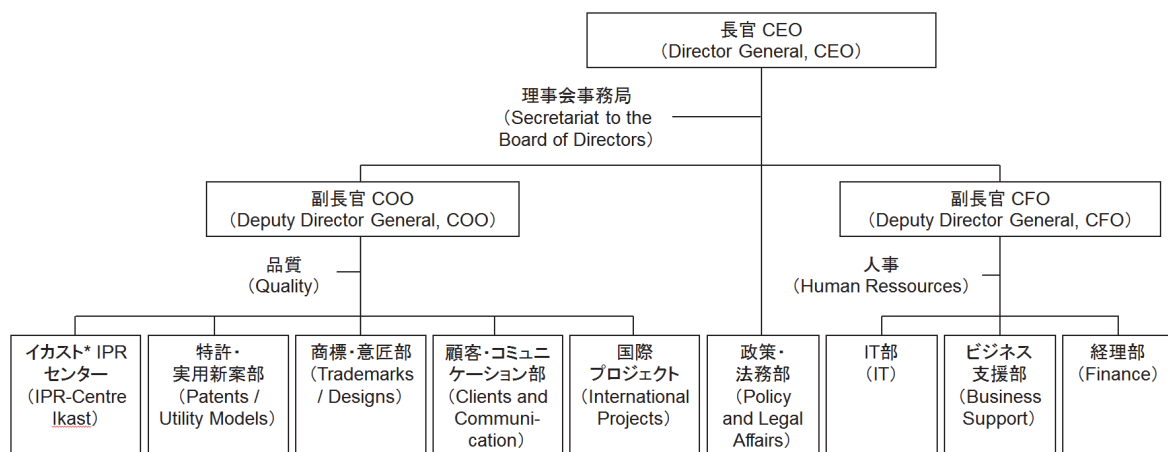 長官 CEO
（Director General, CEO）
理事会事務局
（Secretariat to the
Board of Directors）
副長官 COO
（Deputy Director General, COO）
副長官 CFO
（Deputy Director General, CFO）
品質
（Quality）
人事
（Human Ressources）
イカスト* IPR
センター
（IPR-Centre
Ikast）
特許・
実用新案部
（Patents /
Utility Models）
商標・意匠部
（Trademarks
/ Designs）
顧客・コミュニ
ケーション部
（Clients and
Communi-
cation）
国際
プロジェクト
（International
Projects）
政策・
法務部
（Policy
and Legal
Affairs）
IT部
（IT）
ビジネス
支援部
（Business
Support）
経理部
（Finance）